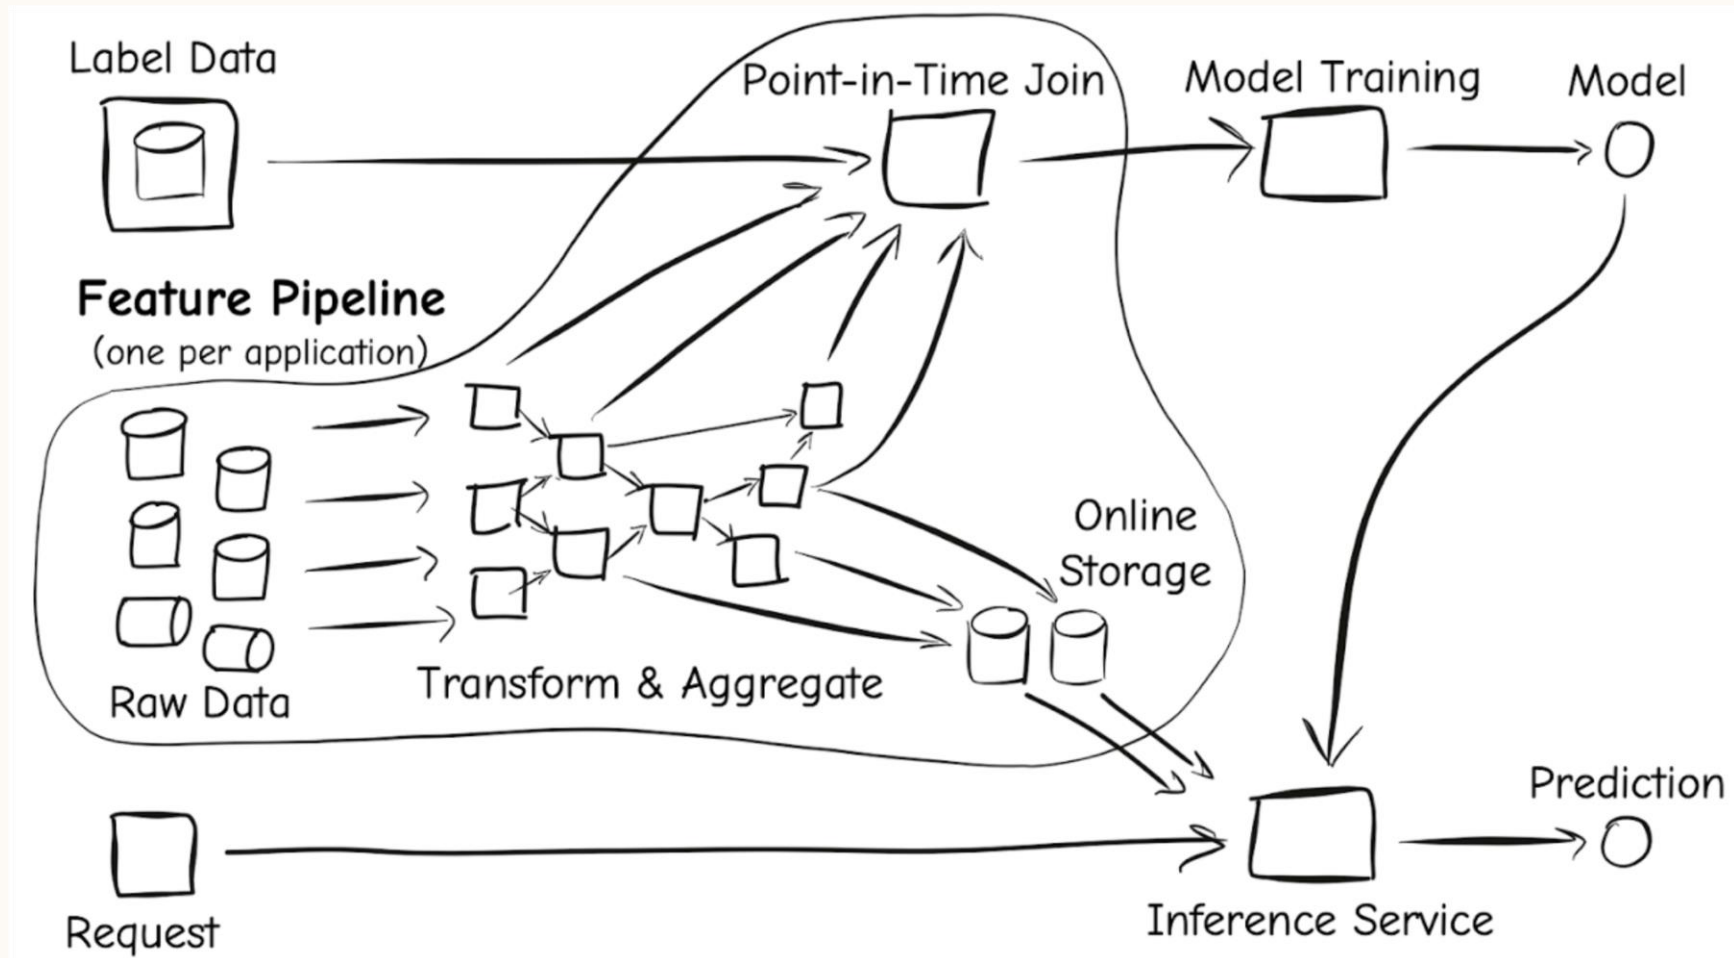 Label Data
Point-in-Time Join
Model Training
Model
Feature Pipeline
(one per application)
Online
Storage
Transform & Aggregate
Raw Data
Prediction
Request
Inference Service